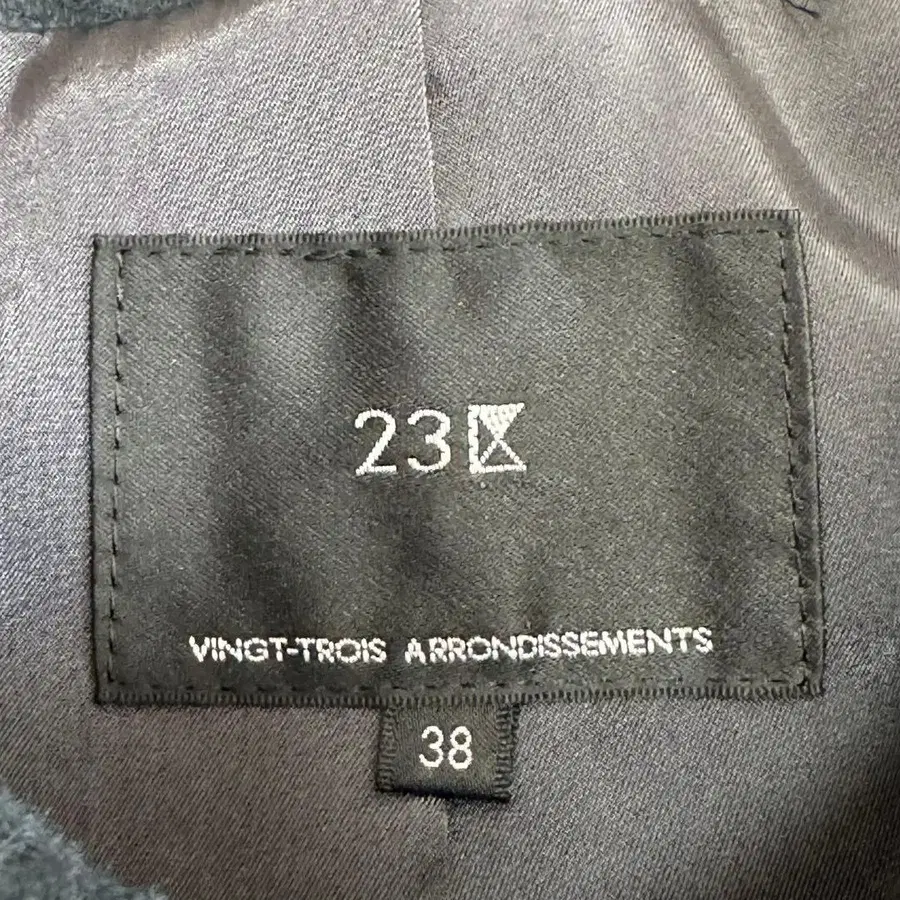 23区
VINGT-TROIS ARRONDISSEMENTS
38